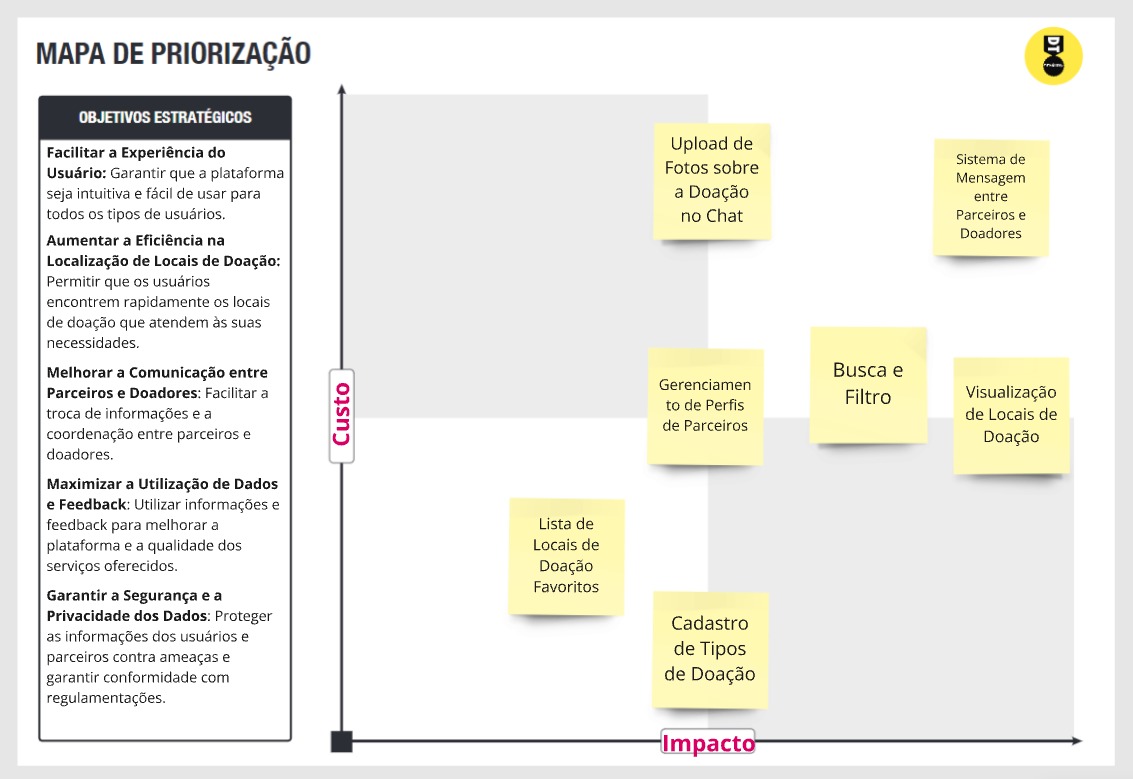 MAPA DE PRIORIZAÇÃO
DT
OBJETIVOS ESTRATÉGICOS
Facilitar a Experiência do
Usuário: Garantir que a plataforma
seja intuitiva e fácil de usar para
todos os tipos de usuários.
Aumentar a Eficiência na
Localização de Locais de Doação:
Permitir que os usuários
encontrem rapidamente os locais
de doação que atendem às suas
necessidades.
Melhorar a Comunicação entre
Parceiros e Doadores: Facilitar a
troca de informações e a
coordenação entre parceiros e
doadores.
Maximizar a Utilização de Dados
e Feedback: Utilizar informações e
feedback para melhorar a
plataforma e a qualidade dos
serviços oferecidos.
Garantir a Segurança e a
Privacidade dos Dados: Proteger
as informações dos usuários e
parceiros contra ameaças e
garantir conformidade com
regulamentações.
Custo
Upload de
Fotos sobre
a Doação
no Chat
Sistema de
Mensagem
entre
Parceiros e
Doadores
Gerenciamen
to de Perfis
de Parceiros
Busca e
Filtro
Visualização
de Locais de
Doação
Lista de
Locais de
Doação
Favoritos
Cadastro
de Tipos
de Doação
Impacto